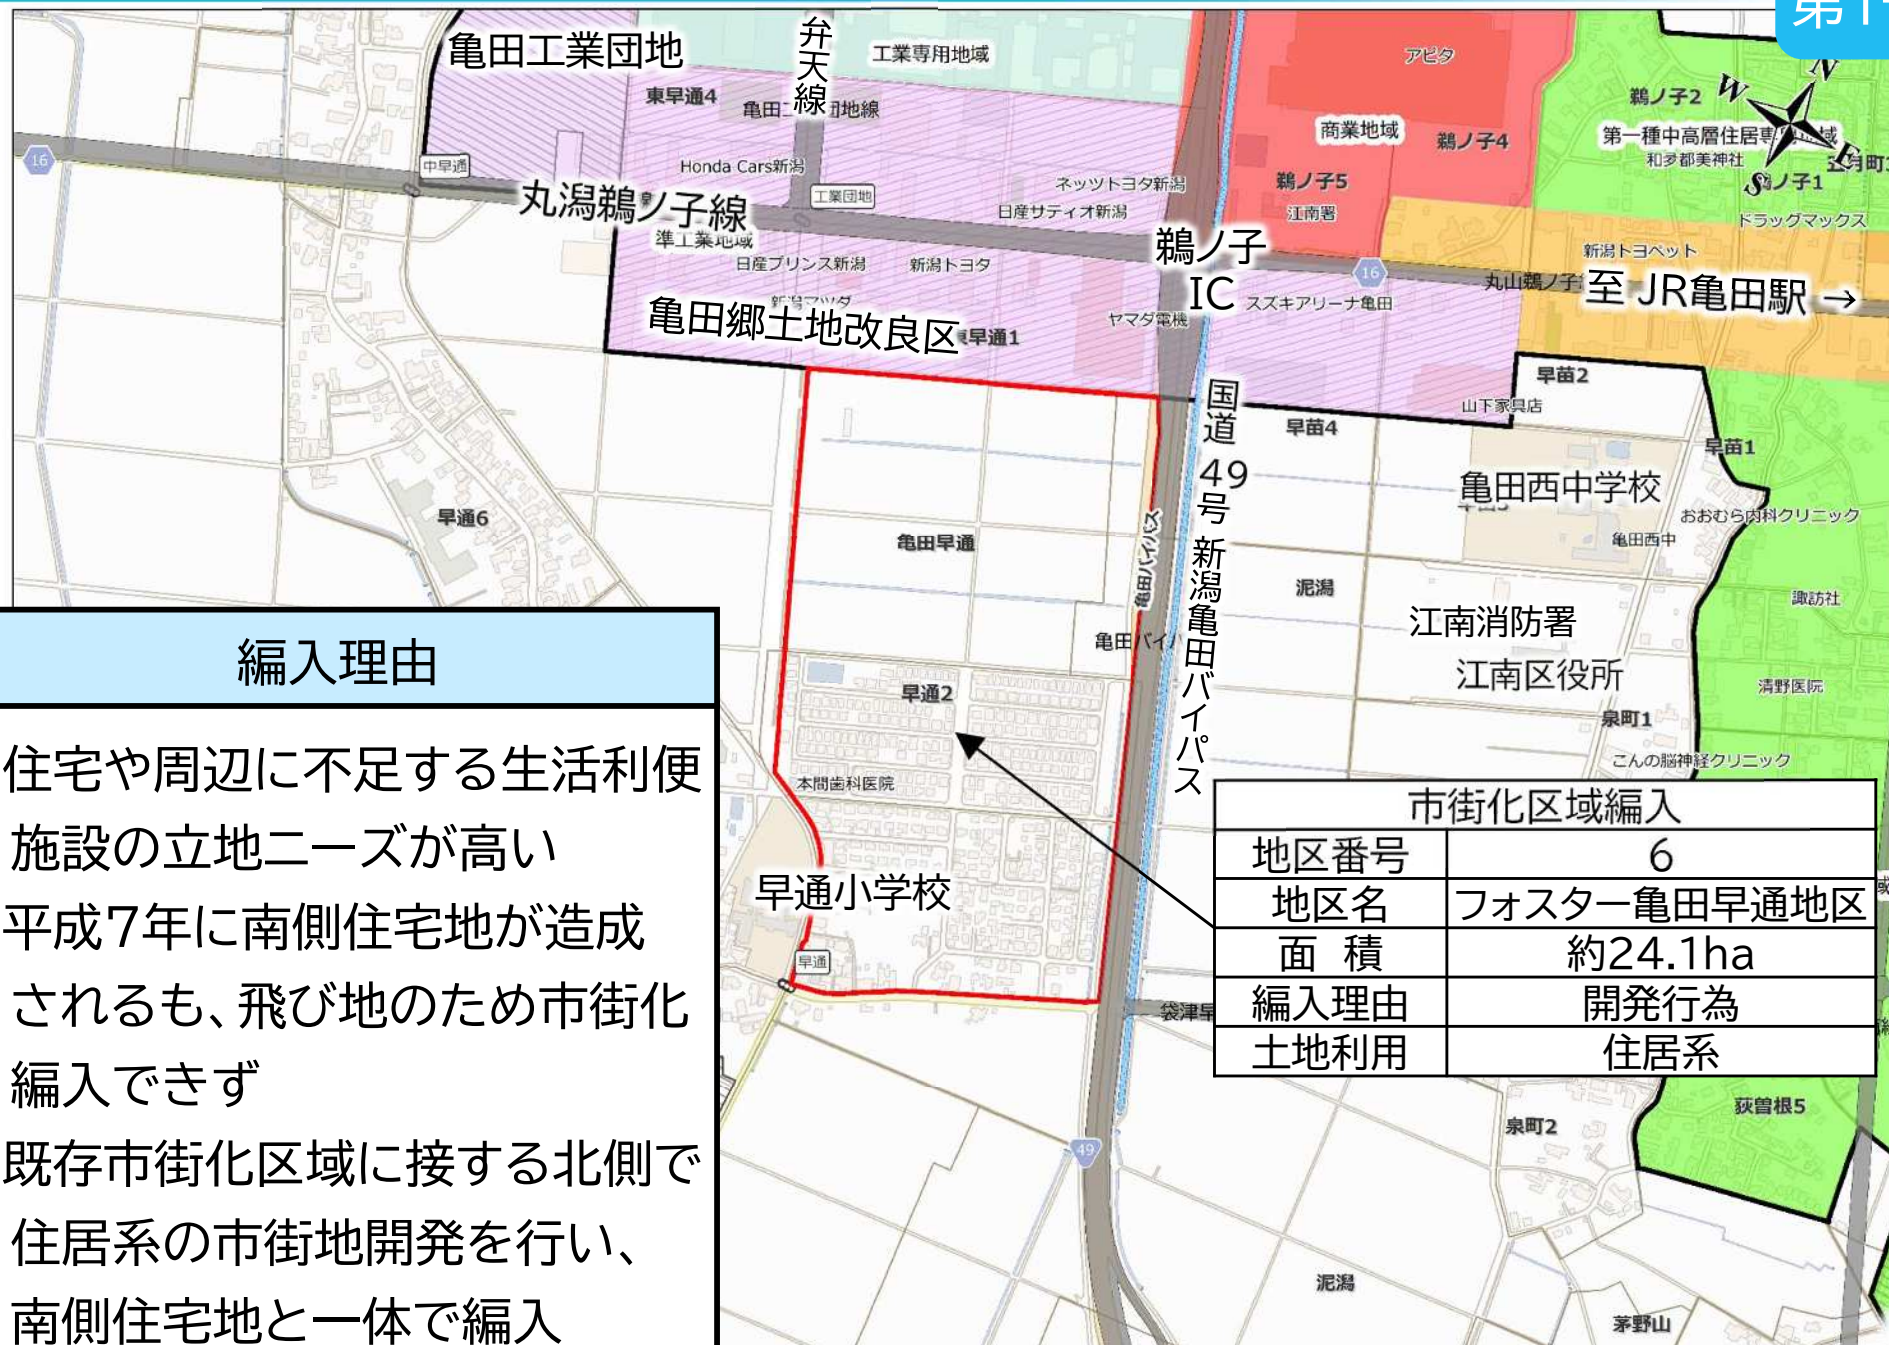 第1
亀田工業団地
弁天線
工業専用地域
アピタ
東早通4
鵜ノ子2
N
W
E
S
商業地域
鵜ノ子4
和多都美神社
鵜ノ子1
16
中早通
Honda Cars新潟
工業団地
ネッツトヨタ新潟
鵜ノ子5
丸潟鵜ノ子線
日産サティオ新潟
江南署
ドラッグマックス
準工業地域
鵜ノ子
IC
新潟トヨペット
日産プリンス新潟
新潟トヨタ
16
至 JR亀田駅 →
スズキアリーナ亀田
亀田郷土地改良区
東早通1
ヤマダ電機
早苗2
山下家具店
国道49号 新潟亀田バイパス
早苗4
早苗1
亀田西中学校
早通6
おおむら内科クリニック
亀田早通
亀田西中
亀田バイパス
泥潟
諏訪社
江南消防署
亀田バイパ
江南区役所
清野医院
早通2
泉町1
こんの脳神経クリニック
本間歯科医院
早通小学校
早通
袋津早
市街化区域編入
地区番号 6
地区名 フォスター亀田早通地区
面 積 約24.1ha
編入理由 開発行為
土地利用 住居系
荻曽根5
泉町2
49
泥潟
茅野山
編入理由
住宅や周辺に不足する生活利便
施設の立地ニーズが高い
平成7年に南側住宅地が造成
されるも、飛び地のため市街化
編入できず
既存市街化区域に接する北側で
住居系の市街地開発を行い、
南側住宅地と一体で編入